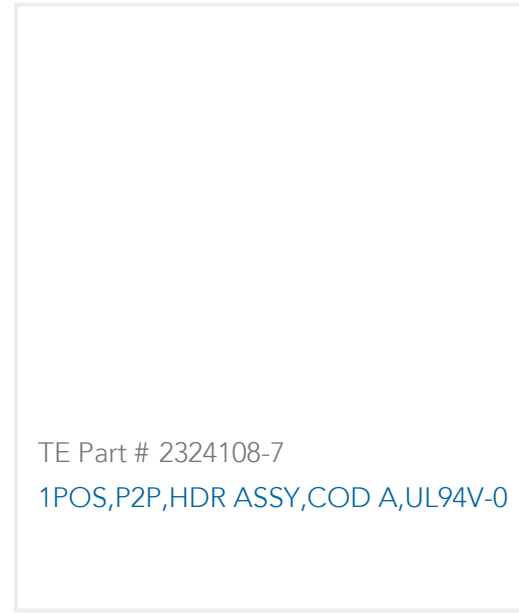 TE Part # 2324108-7
1POS,P2P,HDR ASSY,COD A,UL94V-0